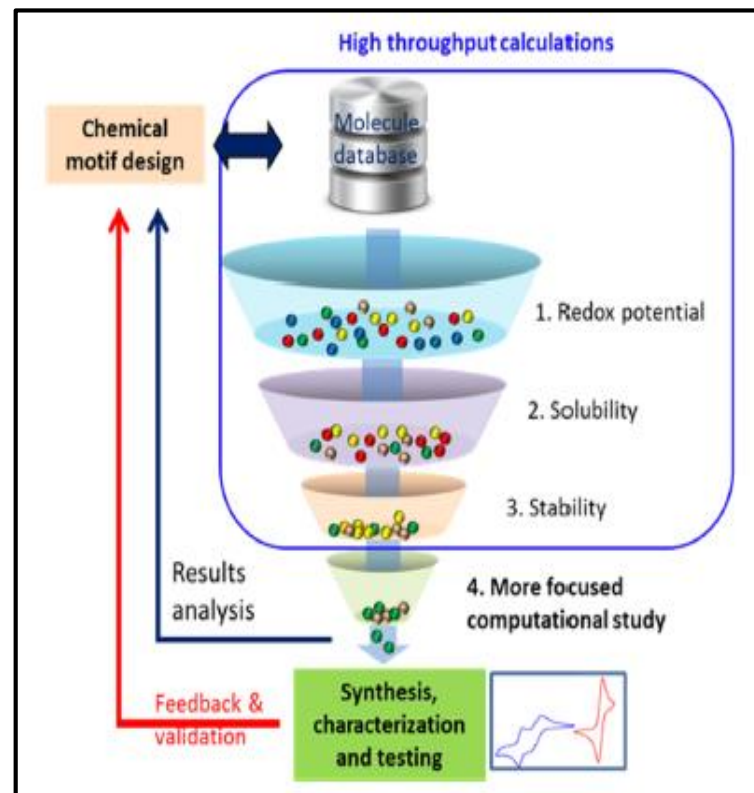 High throughput calculations
Chemical
motif design
Molecule
database
1. Redox potential
2. Solubility
3. Stability
4. More focused
computational study
Results
analysis
Feedback &
validation
Synthesis,
characterization
and testing